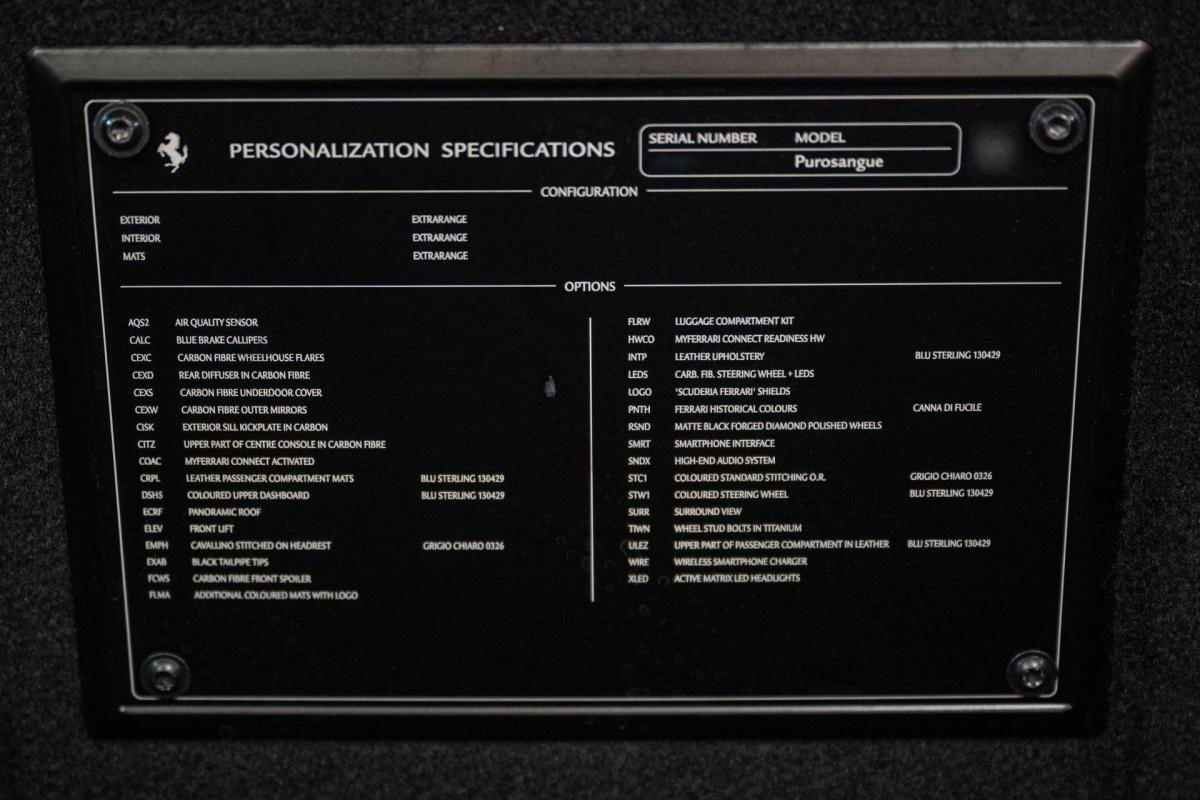 PERSONALIZATION SPECIFICATIONS
SERIAL NUMBER MODEL
Purosangue
CONFIGURATION
EXTERIOR EXTRARANGE
INTERIOR EXTRARANGE
MATS EXTRARANGE
OPTIONS
AQS2 AIR QUALITY SENSOR
CALC BLUE BRAKE CALLIPERS
CEXC CARBON FIBRE WHEELHOUSE FLARES
CEXD REAR DIFFUSER IN CARBON FIBRE
CEXS CARBON FIBRE UNDERDOOR COVER
CEXW CARBON FIBRE OUTER MIRRORS
CISK EXTERIOR SILL KICKPLATE IN CARBON
CITZ UPPER PART OF CENTRE CONSOLE IN CARBON FIBRE
COAC MYFERRARI CONNECT ACTIVATED
CRPL LEATHER PASSENGER COMPARTMENT MATS BLU STERLING 130429
DSH5 COLOURED UPPER DASHBOARD BLU STERLING 130429
ECRF PANORAMIC ROOF
ELEV FRONT LIFT
EMPH CAVALLINO STITCHED ON HEADREST GRIGIO CHIARO 0326
EXAB BLACK TAILPIPE TIPS
FCWS CARBON FIBRE FRONT SPOILER
FLMA ADDITIONAL COLOURED MATS WITH LOGO
FLRW LUGGAGE COMPARTMENT KIT
HWCO MYFERRARI CONNECT READINESS HW
INTP LEATHER UPHOLSTERY BLU STERLING 130429
LEDS CARB. FIB. STEERING WHEEL + LEDS
LOGO 'SCUDERIA FERRARI' SHIELDS
PNTH FERRARI HISTORICAL COLOURS CANNA DI FUCILE
RSND MATTE BLACK FORGED DIAMOND POLISHED WHEELS
SMRT SMARTPHONE INTERFACE
SNDX HIGH-END AUDIO SYSTEM
STC1 COLOURED STANDARD STITCHING O.R. GRIGIO CHIARO 0326
STW1 COLOURED STEERING WHEEL BLU STERLING 130429
SURR SURROUND VIEW
TIWN WHEEL STUD BOLTS IN TITANIUM
ULEZ UPPER PART OF PASSENGER COMPARTMENT IN LEATHER BLU STERLING 130429
WIRE WIRELESS SMARTPHONE CHARGER
XLED ACTIVE MATRIX LED HEADLIGHTS